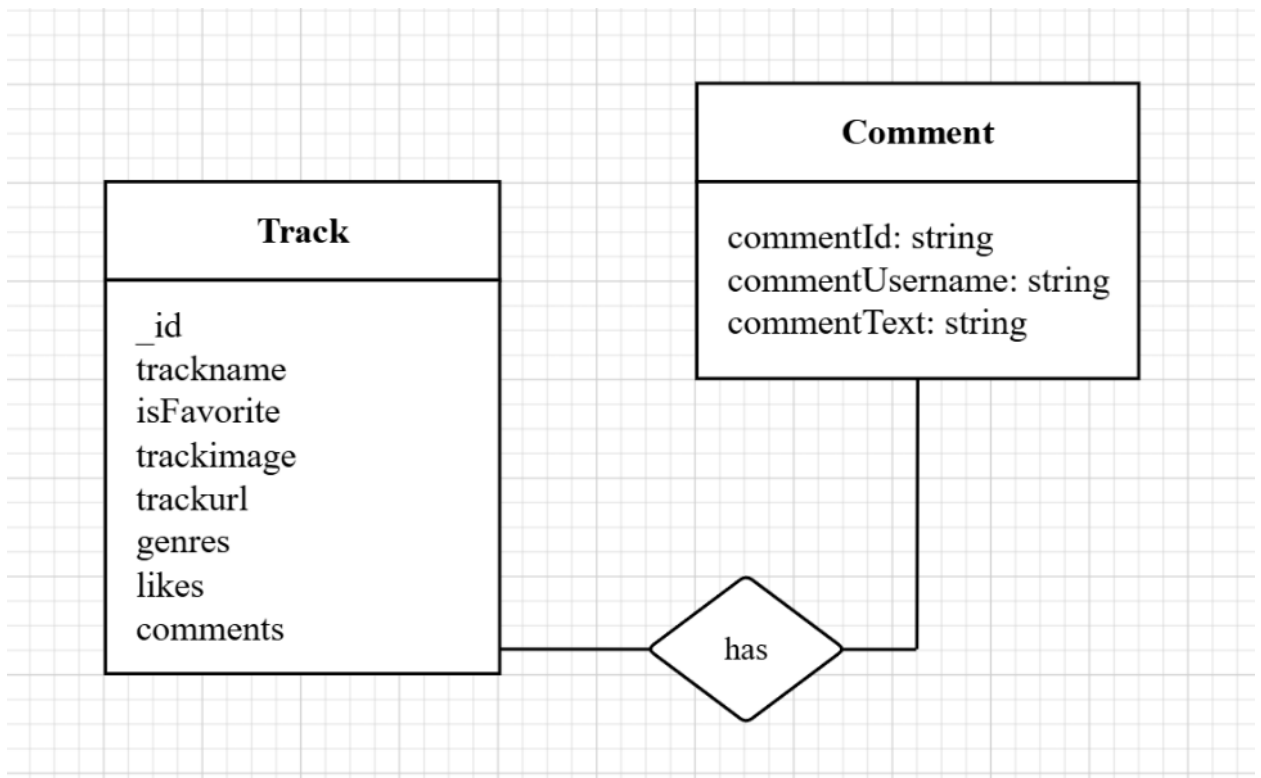 Track
_id
trackname
isFavorite
trackimage
trackurl
genres
likes
comments
Comment
commentId: string
commentUsername: string
commentText: string
has